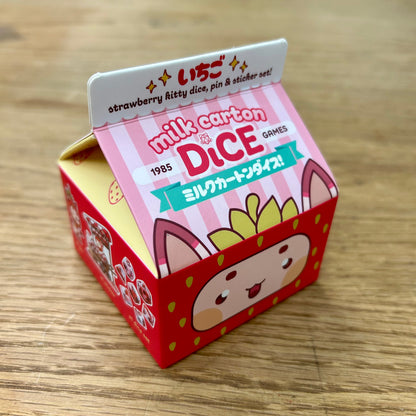 いちご
strawberry kitty dice, pin & sticker set!
milk carton
1985 DiCE GAMES
ミルクカートンダイス!